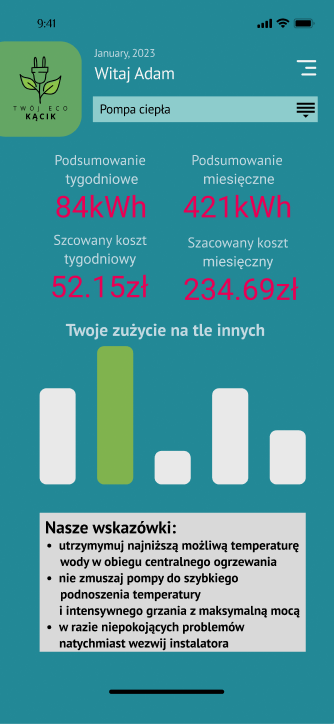 9:41
January, 2023
Witaj Adam
TWÓJ ECO
KĄCIK
Pompa ciepła
Podsumowanie
tygodniowe
84kWh
Podsumowanie
miesięczne
421kWh
Szcowany koszt
tygodniowy
52.15zł
Szacowany koszt
miesięczny
234.69zł
Twoje zużycie na tle innych
Nasze wskazówki:
• utrzymymuj najniższą możliwą temperaturę
wody w obiegu centralnego ogrzewania
• nie zmuszaj pompy do szybkiego
podnoszenia temperatury
i intensywnego grzania z maksymalną mocą
• w razie niepokojących problemów
natychmiast wezwij instalatora